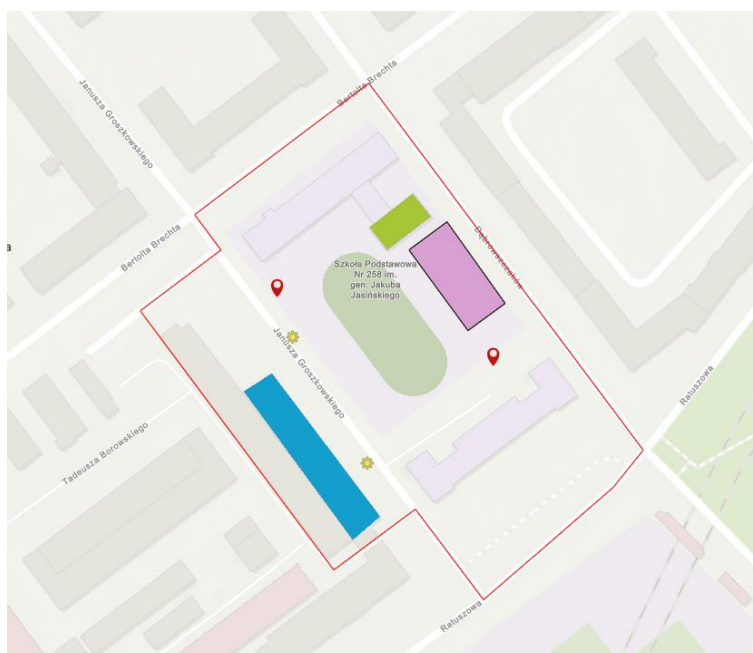 Bertolta Brechta
Janusza Groszkowskiego
Bertolta Brechta
a
Dąbrowszczaków
Szkoła Podstawowa
Nr 258 im.
gen. Jakuba
Jasińskiego
Janusza Groszkowskiego
Ratuszowa
Tadeusza Borowskiego
Ratuszowa